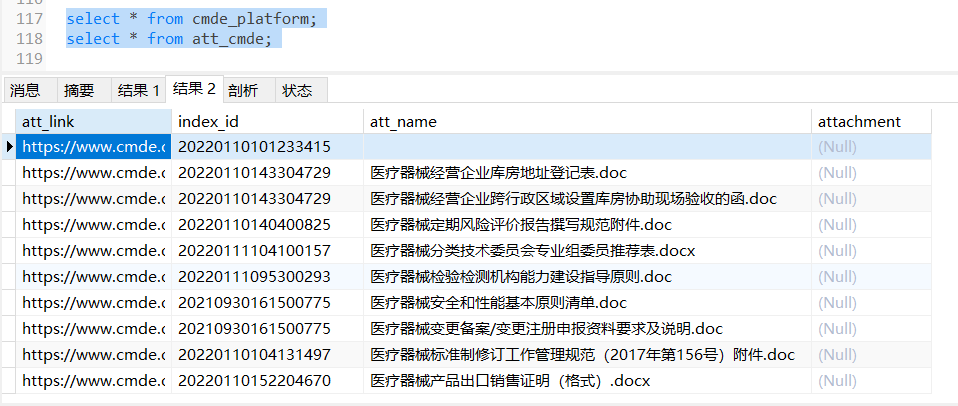 117 select * from cmde_platform;
118 select * from att_cmde;
119
消息 摘要 结果 1 结果 2 剖析 状态
att_link index_id att_name attachment
https://www.cmde.c 20220110101233415 (Null)
https://www.cmde.c 20220110143304729 医疗器械经营企业库房地址登记表.doc (Null)
https://www.cmde.c 20220110143304729 医疗器械经营企业跨行政区域设置库房协助现场验收的函.doc (Null)
https://www.cmde.c 20220110140400825 医疗器械定期风险评价报告撰写规范附件.doc (Null)
https://www.cmde.c 20220111104100157 医疗器械分类技术委员会专业组委员推荐表.docx (Null)
https://www.cmde.c 20220111095300293 医疗器械检验检测机构能力建设指导原则.doc (Null)
https://www.cmde.c 20210930161500775 医疗器械安全和性能基本原则清单.doc (Null)
https://www.cmde.c 20210930161500775 医疗器械变更备案/变更注册申报资料要求及说明.doc (Null)
https://www.cmde.c 20220110104131497 医疗器械标准制修订工作管理规范（2017年第156号）附件.doc (Null)
https://www.cmde.c 20220110152204670 医疗器械产品出口销售证明（格式）.docx (Null)